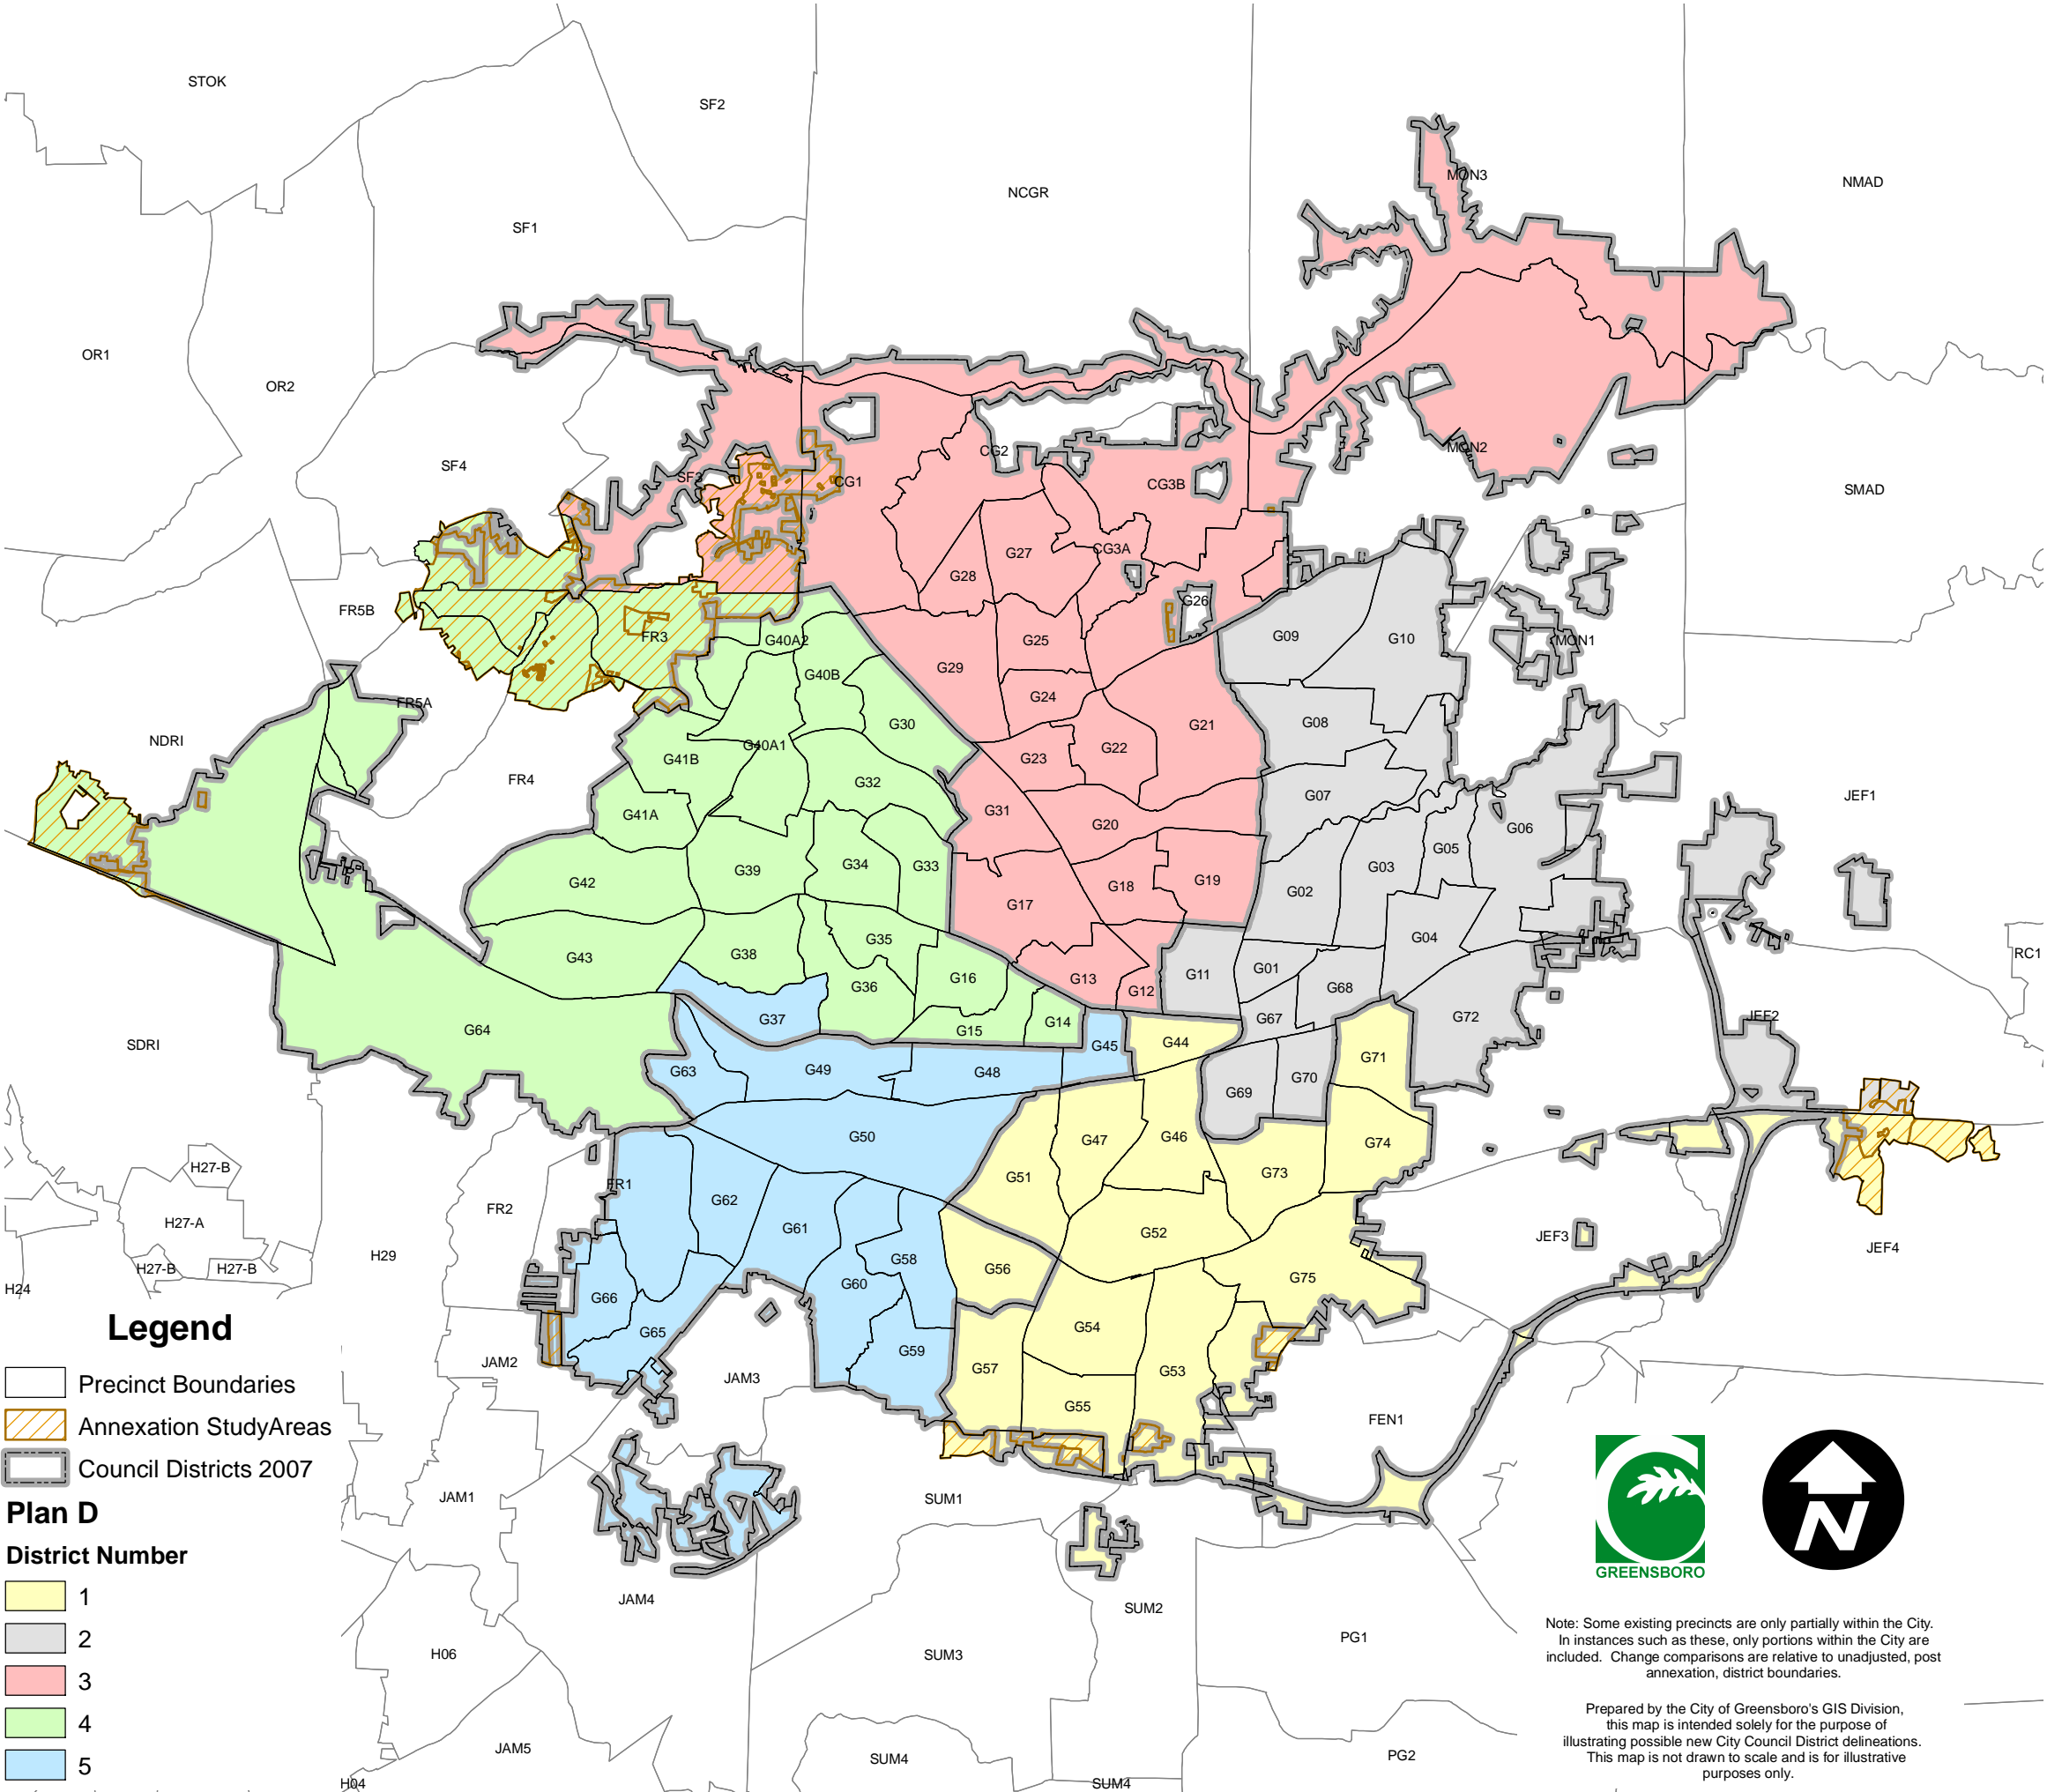 STOK
SF2
NCGR
MON3
NMAD
SF1
OR1
OR2
SF4
SF3
CG1
CG2
CG3B
MON2
SMAD
G27
CG3A
G28
G26
FR5B
FR3
G40A2
G25
G09
G10
MON1
G40B
G29
G24
FR5A
G30
G21
G08
NDRI
G40A1
G41B
G23
G22
FR4
G32
G07
JEF1
G41A
G31
G20
G06
G05
G34
G33
G03
G39
G42
G18
G19
G02
G17
G35
G04
G38
G43
G16
G13
G11
G01
RC1
G36
G12
G68
G37
G67
G72
JEF2
G64
G15
G14
G45
G44
SDRI
G71
G63
G49
G48
G70
G69
G50
G47
G46
G74
H27-B
G51
G73
FR1
G62
FR2
H27-A
G61
G52
JEF3
H29
G58
JEF4
H27-B
H27-B
G56
G60
G75
H24
G66
G65
G54
G59
JAM2
G57
G53
JAM3
G55
FEN1
JAM1
SUM1
JAM4
SUM2
PG1
H06
SUM3
JAM5
SUM4
PG2
H04
SUM4
Legend
Precinct Boundaries
Annexation StudyAreas
Council Districts 2007
Plan D
District Number
1
2
3
4
5
GREENSBORO
N
Note: Some existing precincts are only partially within the City.
In instances such as these, only portions within the City are
included. Change comparisons are relative to unadjusted, post
annexation, district boundaries.
Prepared by the City of Greensboro's GIS Division,
this map is intended solely for the purpose of
illustrating possible new City Council District delineations.
This map is not drawn to scale and is for illustrative
purposes only.